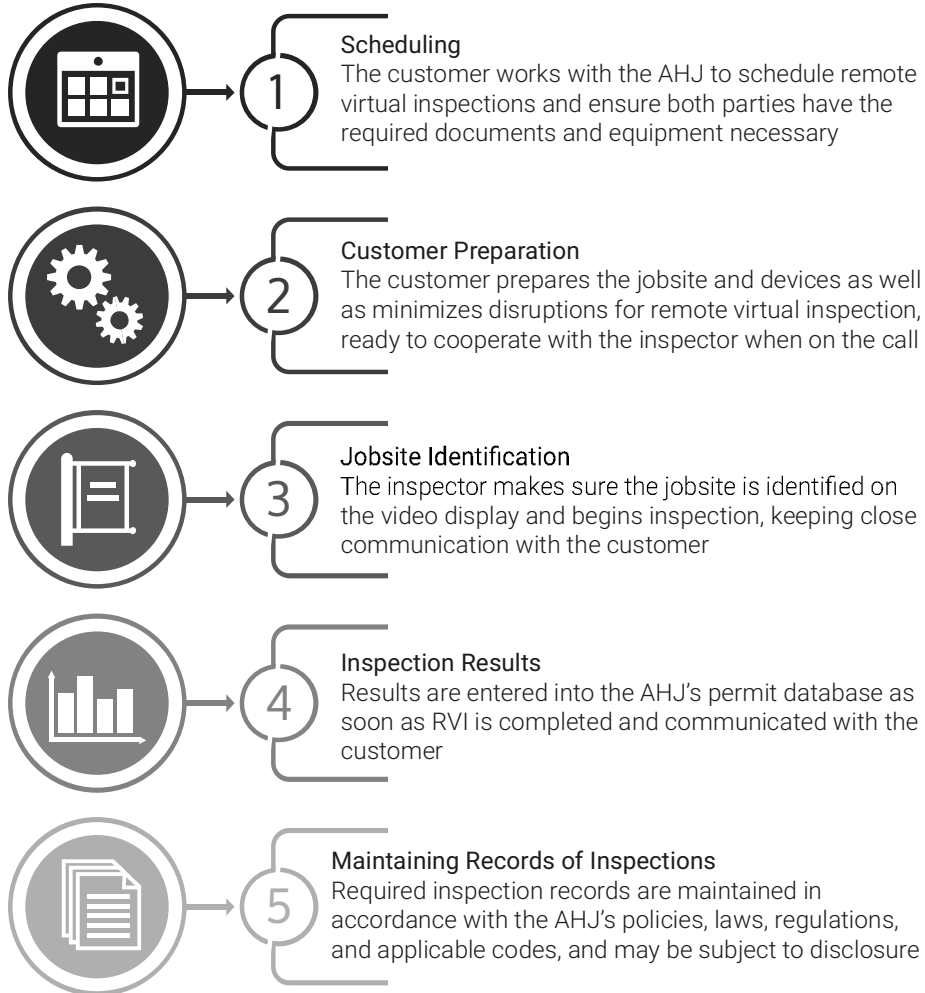 1
Scheduling
The customer works with the AHJ to schedule remote
virtual inspections and ensure both parties have the
required documents and equipment necessary
2
Customer Preparation
The customer prepares the jobsite and devices as well
as minimizes disruptions for remote virtual inspection,
ready to cooperate with the inspector when on the call
3
Jobsite Identification
The inspector makes sure the jobsite is identified on
the video display and begins inspection, keeping close
communication with the customer
4
Inspection Results
Results are entered into the AHJ’s permit database as
soon as RVI is completed and communicated with the
customer
5
Maintaining Records of Inspections
Required inspection records are maintained in
accordance with the AHJ’s policies, laws, regulations,
and applicable codes, and may be subject to disclosure